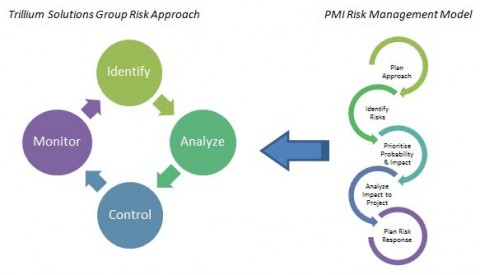 Trillium Solutions Group Risk Approach
PMI Risk Management Model
Identify
Analyze
Control
Monitor
Plan
Approach
Identify
Risks
Prioritize
Probability
& Impact
Analyze
Impact to
Project
Plan Risk
Response